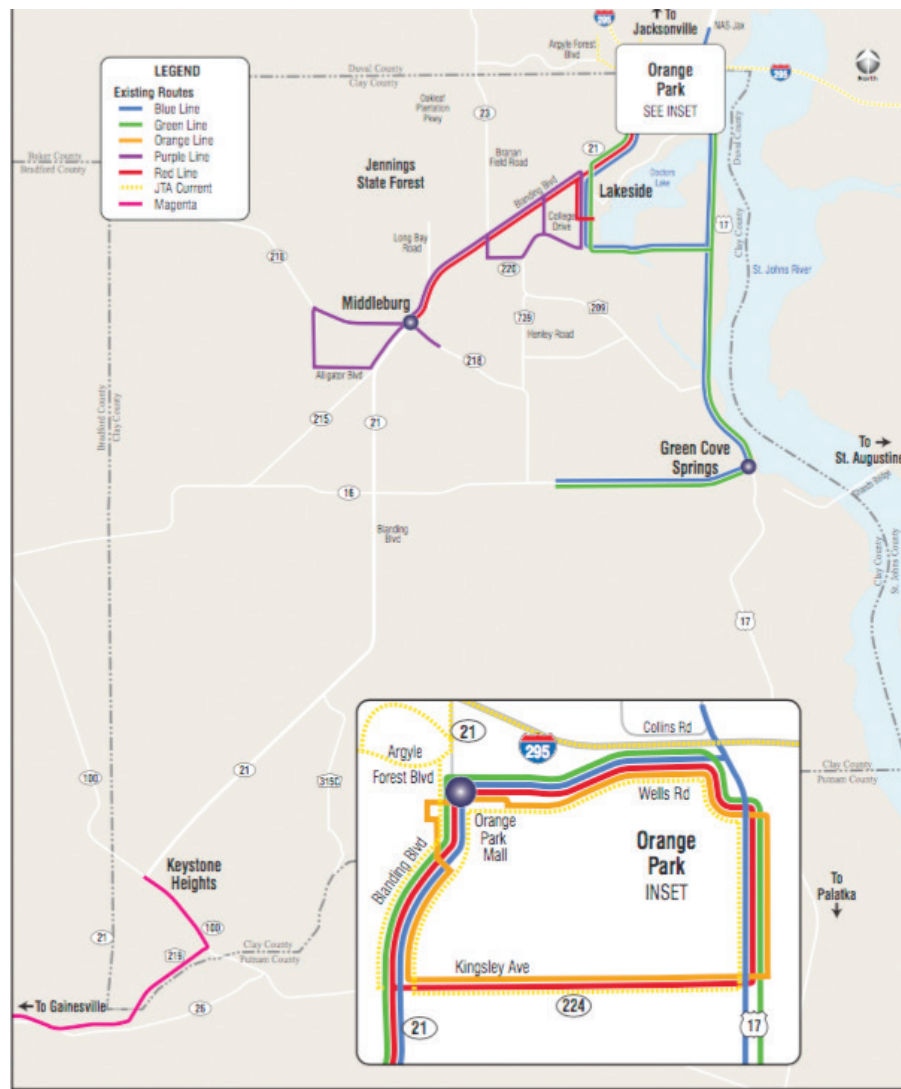 295
To
Jacksonville
NAS Jax
Argyle Forest
Blvd
LEGEND
Existing Routes
Blue Line
Green Line
Orange Line
Purple Line
Red Line
JTA Current
Magenta
Duval County
Clay County
Orange
Park
SEE INSET
295
North
Oakleaf
Plantation
Pkwy
23
Baker County
Bradford County
Jennings
State Forest
Branan
Field Road
21
Duval County
Clay County
Blanding Blvd
Lakeside
Doctors
Lake
College
Drive
17
Long Bay
Road
220
St. Johns River
218
Middleburg
739
209
Henley Road
218
Alligator Blvd
215
21
Bradford County
Clay County
Green Cove
Springs
To
St. Augustine
Shands Bridge
16
Blanding
Blvd
Clay County
St. Johns County
17
100
21
315C
21
295
Collins Rd
Argyle
Forest Blvd
Wells Rd
Clay County
Putnam County
Orange
Park
Mall
Orange
Park
INSET
Blanding Blvd
Keystone
Heights
To
Palatka
100
21
219
Clay County
Putnam County
Kingsley Ave
224
To Gainesville
26
21
17